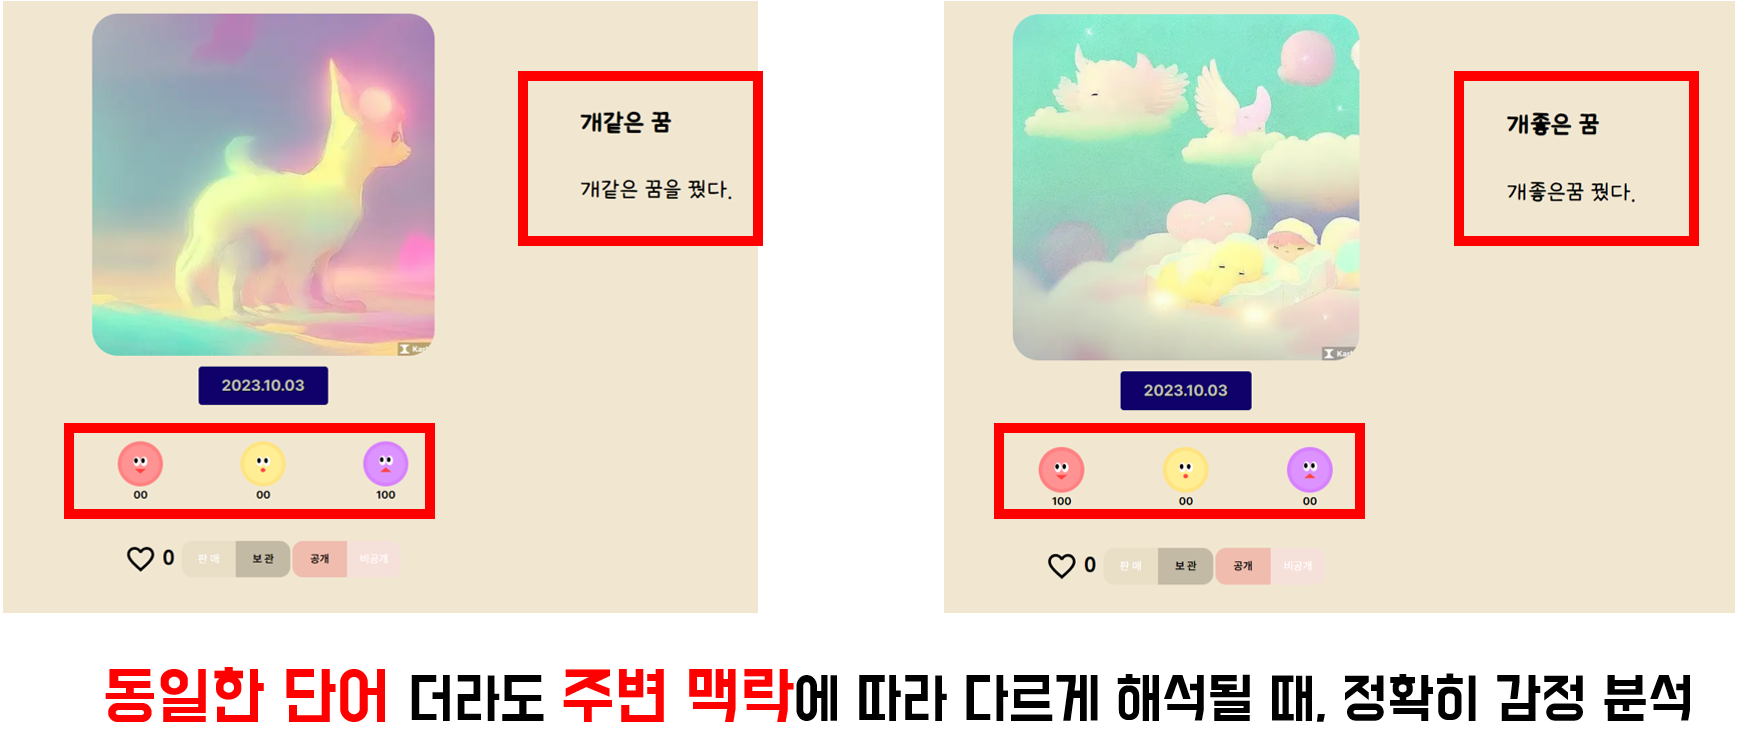 개같은 꿈
개같은 꿈을 꿨다.
2023.10.03
00 00 100
0 판매 보관 공개 비공개
개좋은 꿈
개좋은꿈 꿨다.
2023.10.03
100 00 00
0 판매 보관 공개 비공개
동일한 단어 더라도 주변 맥락에 따라 다르게 해석될 때, 정확히 감정 분석